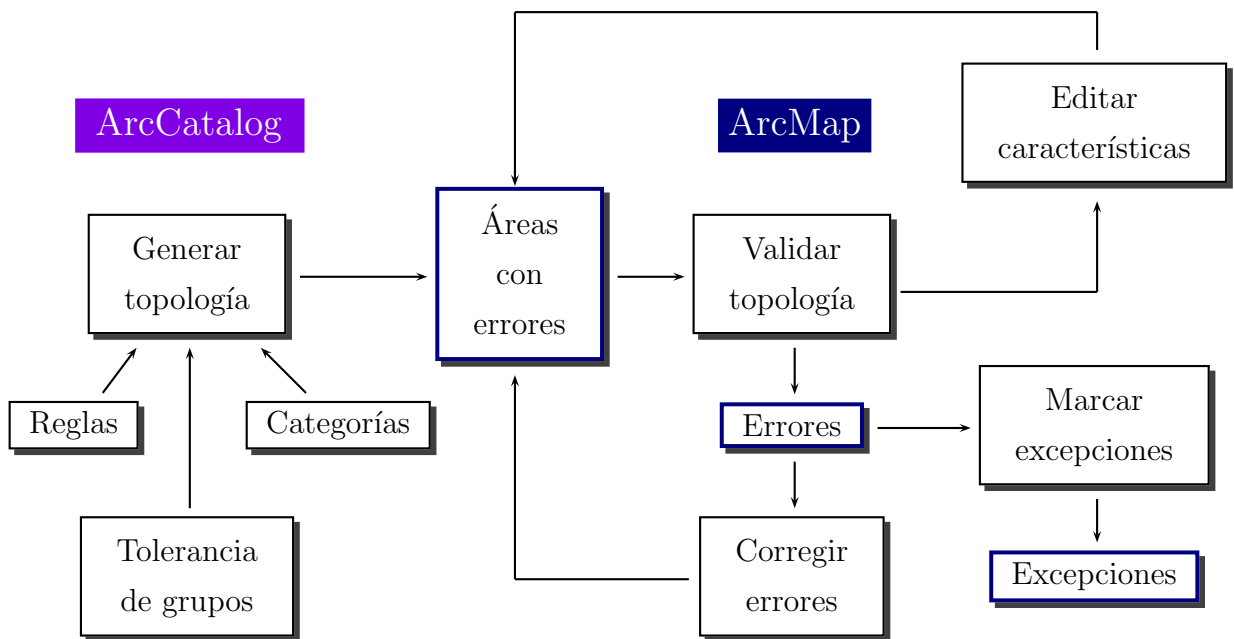 ArcCatalog
ArcMap
Editar
características
Generar
topología
Áreas
con
errores
Validar
topología
Reglas
Categorías
Errores
Marcar
excepciones
Tolerancia
de grupos
Corregir
errores
Excepciones